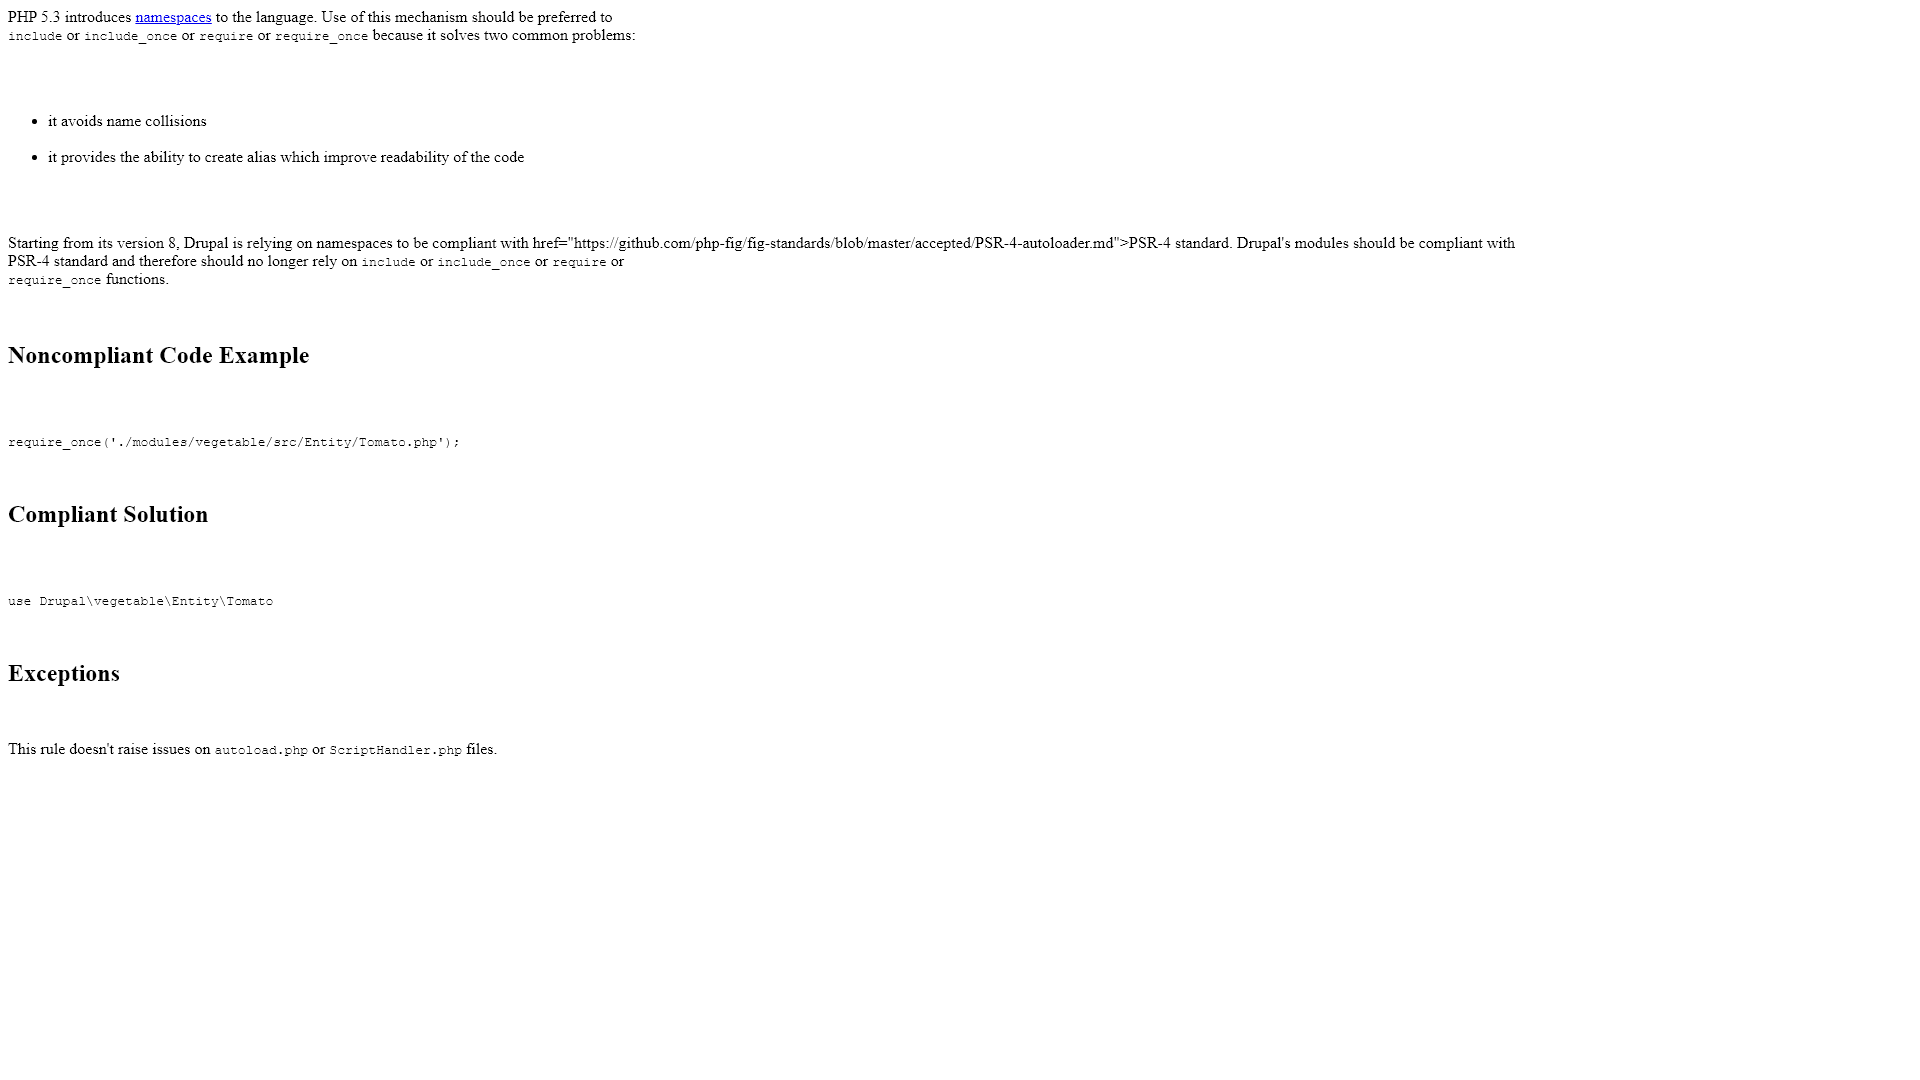 PHP 5.3 introduces namespaces to the language. Use of this mechanism should be preferred to
include or include_once or require or require_once because it solves two common problems:
• it avoids name collisions
• it provides the ability to create alias which improve readability of the code
Starting from its version 8, Drupal is relying on namespaces to be compliant with href="https://github.com/php-fig/fig-standards/blob/master/accepted/PSR-4-autoloader.md">PSR-4 standard. Drupal's modules should be compliant with
PSR-4 standard and therefore should no longer rely on include or include_once or require or
require_once functions.
Noncompliant Code Example
require_once('./modules/vegetable/src/Entity/Tomato.php');
Compliant Solution
use Drupal\vegetable\Entity\Tomato
Exceptions
This rule doesn't raise issues on autoload.php or ScriptHandler.php files.